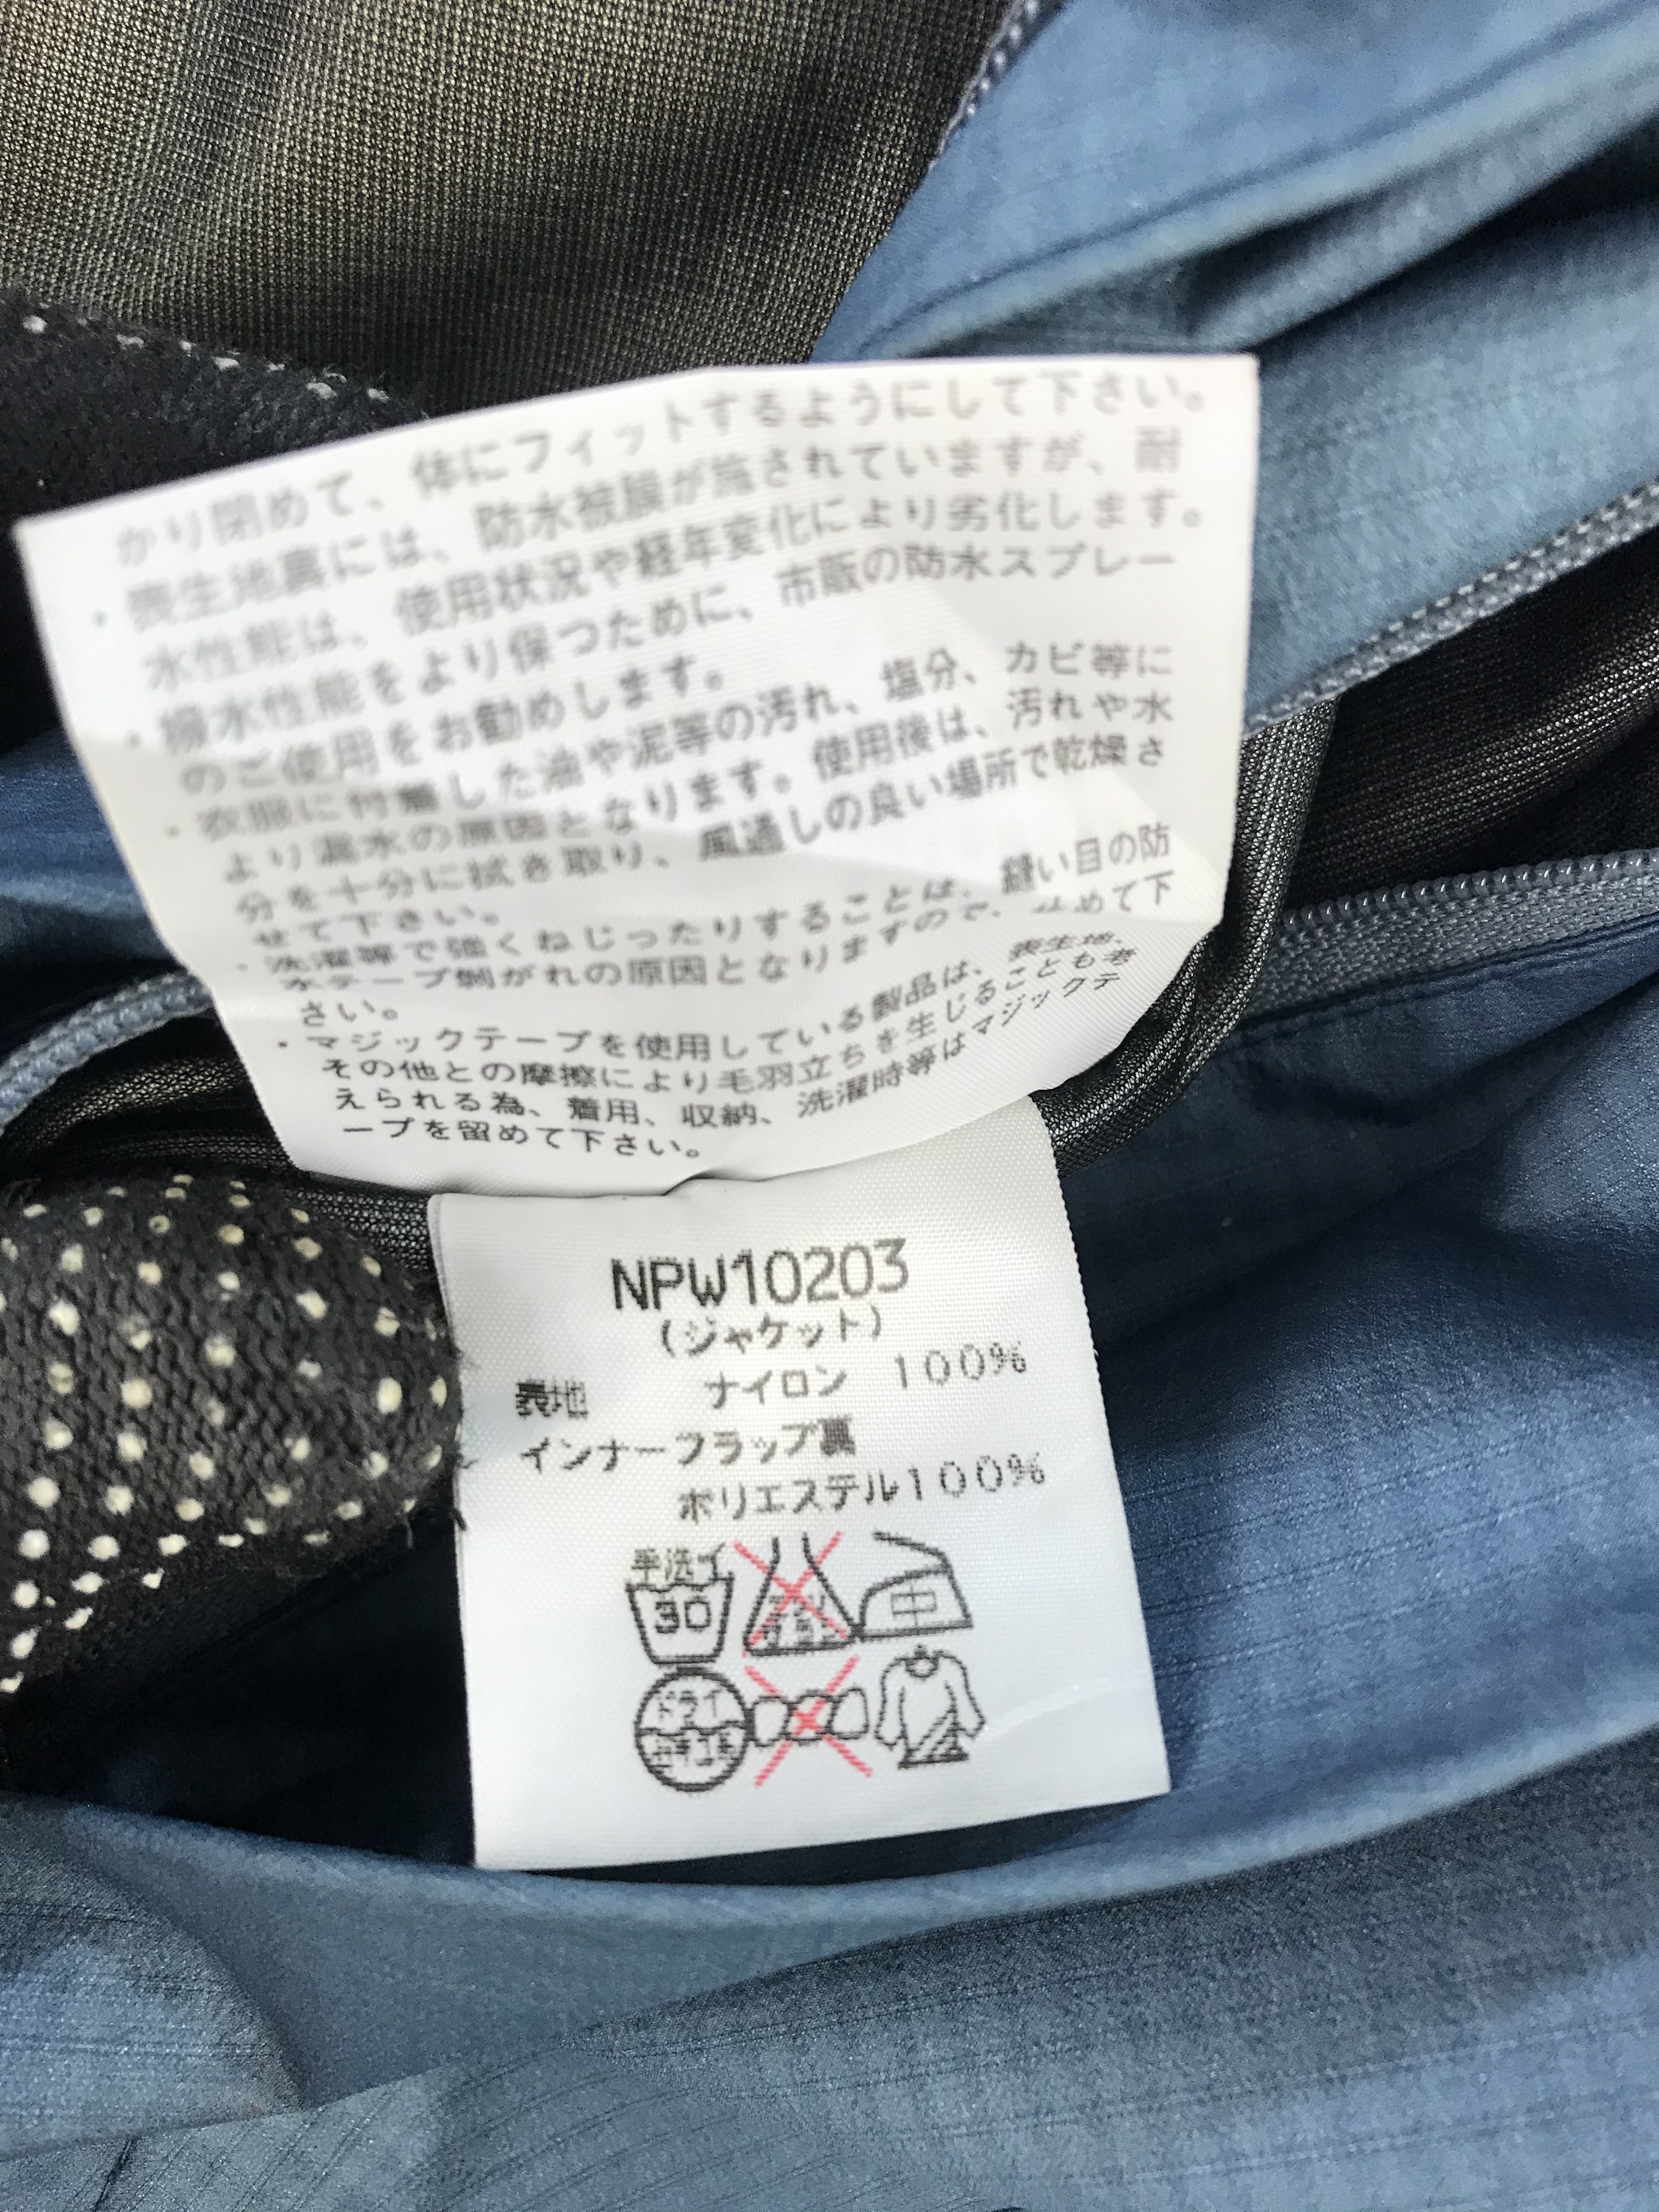 かり閉めて、体にフィットするようにして下さい。
・表生地裏には、防水被膜が施されていますが、耐
水性能は、使用状況や経年変化により劣化します。
・撥水性能をより保つために、市販の防水スプレー
のご使用をお勧めします。
・衣服に付着した油や泥等の汚れ、塩分、カビ等に
より漏水の原因となります。使用後は、汚れや水
分を十分に拭き取り、風通しの良い場所で乾燥さ
せて下さい。
・洗濯等で強くねじったりすることは、縫い目の防
水テープ剥がれの原因となりますので、止めて下
さい。
・マジックテープを使用している製品は、表生地、
その他との摩擦により毛羽立ちを生じることも考
えられる為、着用、収納、洗濯時等はマジックテ
ープを留めて下さい。
NPW10203
(ジャケット)
表地 ナイロン 100%
インナーフラップ裏
ポリエステル100%
手洗イ
30 中
ドライ
セキユ系